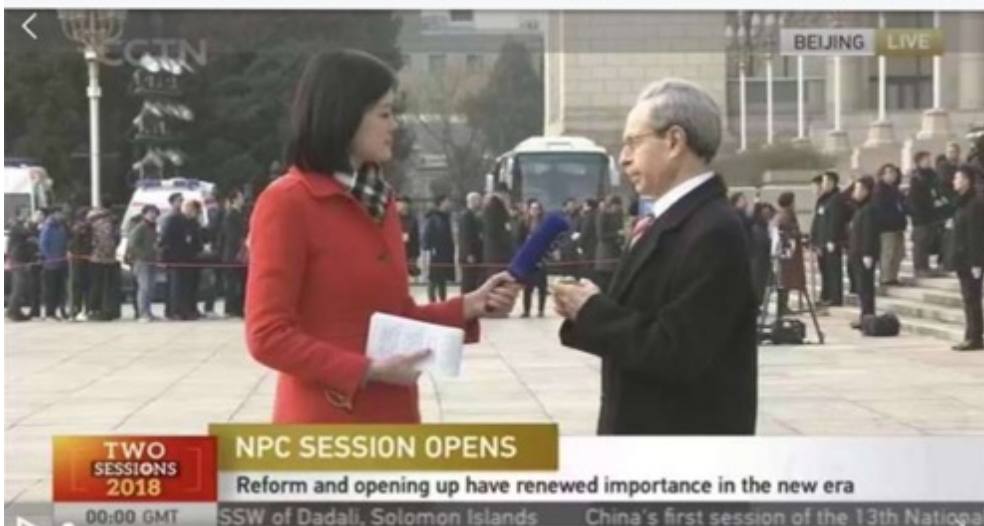 CGTN
BEIJING LIVE
TWO
SESSIONS
2018
NPC SESSION OPENS
Reform and opening up have renewed importance in the new era
00:00 GMT
SSW of Dadali, Solomon Islands China's first session of the 13th Nationa